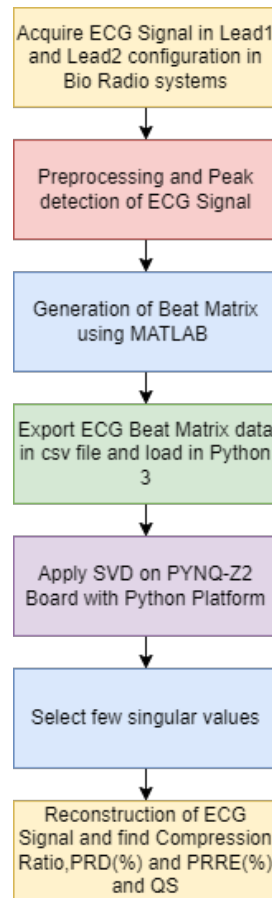 Acquire ECG Signal in Lead1
and Lead2 configuration in
Bio Radio systems
Preprocessing and Peak
detection of ECG Signal
Generation of Beat Matrix
using MATLAB
Export ECG Beat Matrix data
in csv file and load in Python
3
Apply SVD on PYNQ-Z2
Board with Python Platform
Select few singular values
Reconstruction of ECG
Signal and find Compression
Ratio,PRD(%) and PRRE(%)
and QS